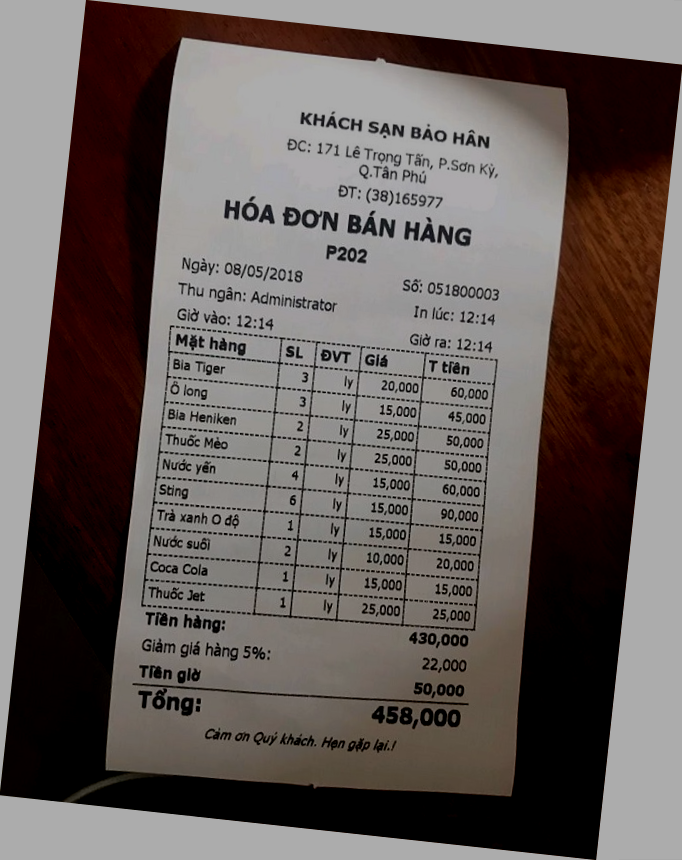 KHÁCH SẠN BẢO HÂN
ĐC: 171 Lê Trọng Tấn, P.Sơn Kỳ,
Q.Tân Phú
ĐT: (38)165977
HÓA ĐƠN BÁN HÀNG
P202
Ngày: 08/05/2018 Số: 051800003
Thu ngân: Administrator In lúc: 12:14
Giờ vào: 12:14 Giờ ra: 12:14
Mặt hàng SL ĐVT Giá T tiền
Bia Tiger 3 ly 20,000 60,000
Ô long 3 ly 15,000 45,000
Bia Heniken 2 ly 25,000 50,000
Thuốc Mèo 2 ly 25,000 50,000
Nước yến 4 ly 15,000 60,000
Sting 6 ly 15,000 90,000
Trà xanh O độ 1 ly 15,000 15,000
Nước suối 2 ly 10,000 20,000
Coca Cola 1 ly 15,000 15,000
Thuốc Jet 1 ly 25,000 25,000
Tiền hàng: 430,000
Giảm giá hàng 5%: 22,000
Tiền giờ 50,000
Tổng: 458,000
Cảm ơn Quý khách. Hẹn gặp lại.!